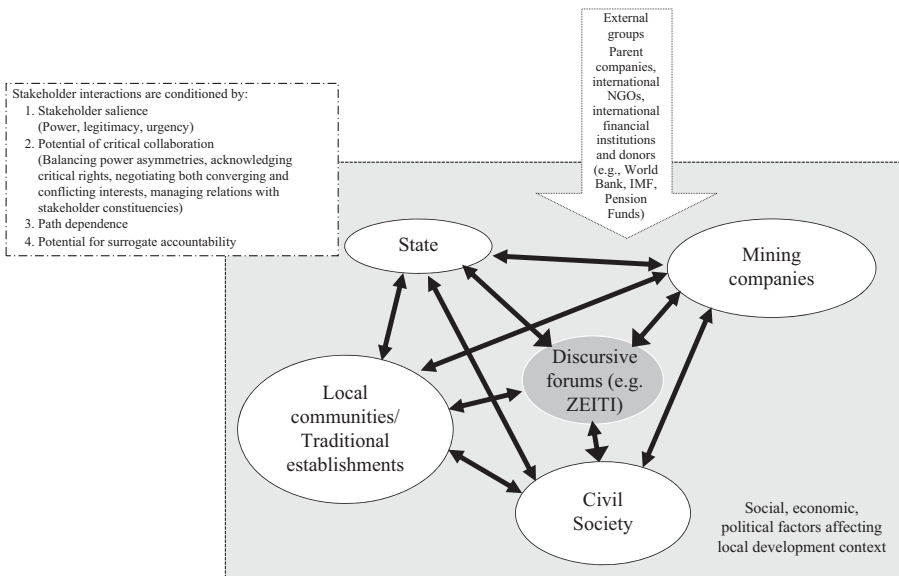 External
groups
Parent
companies,
international
NGOs,
international
financial
institutions
and donors
(e.g., World
Bank, IMF,
Pension
Funds)
Stakeholder interactions are conditioned by:
1. Stakeholder salience
(Power, legitimacy, urgency)
2. Potential of critical collaboration
(Balancing power asymmetries, acknowledging
critical rights, negotiating both converging and
conflicting interests, managing relations with
stakeholder constituencies)
3. Path dependence
4. Potential for surrogate accountability
State
Mining
companies
Discursive
forums (e.g.
ZEITI)
Local
communities/
Traditional
establishments
Civil
Society
Social, economic,
political factors affecting
local development context